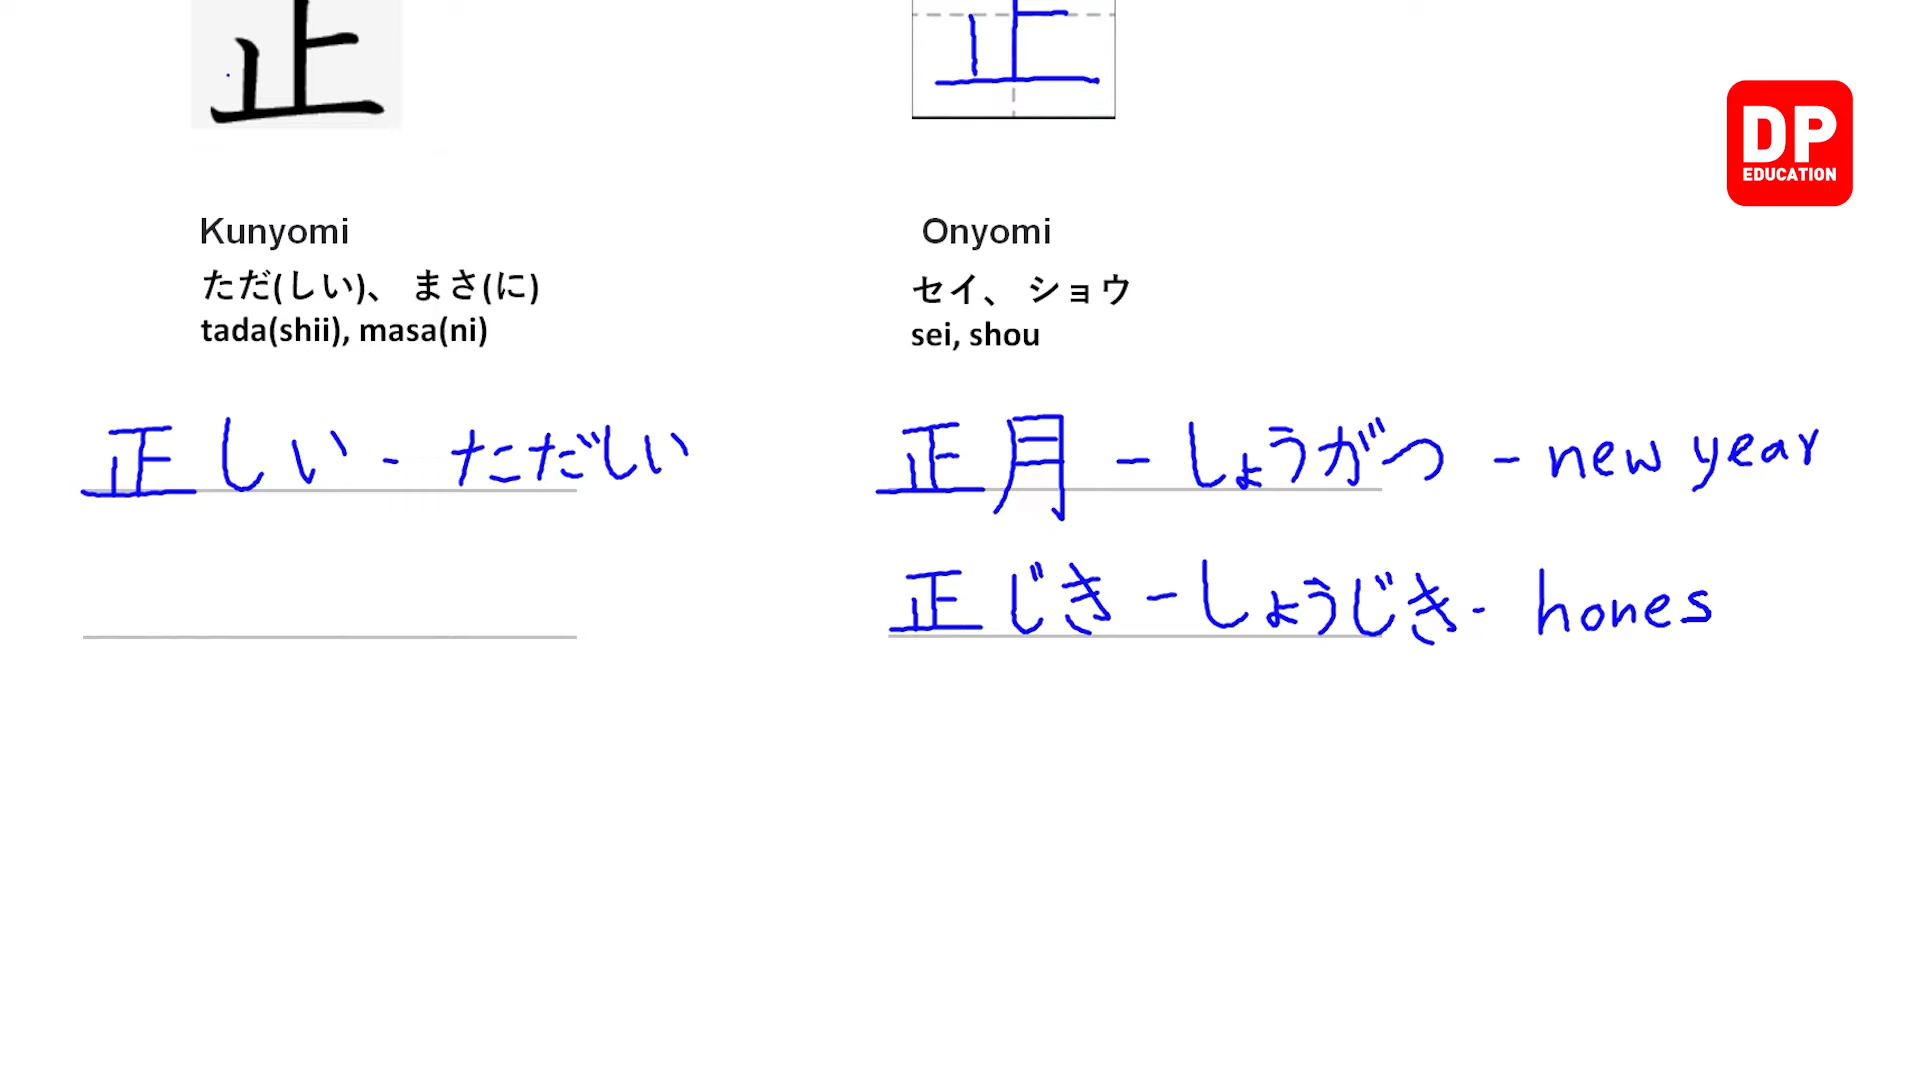 正
正
DP
EDUCATION
Kunyomi
ただ(しい)、 まさ(に)
tada(shii), masa(ni)
Onyomi
セイ、 ショウ
sei, shou
正しい - ただしい
正月 - しょうがつ - new year
正じき - しょうじき - hones